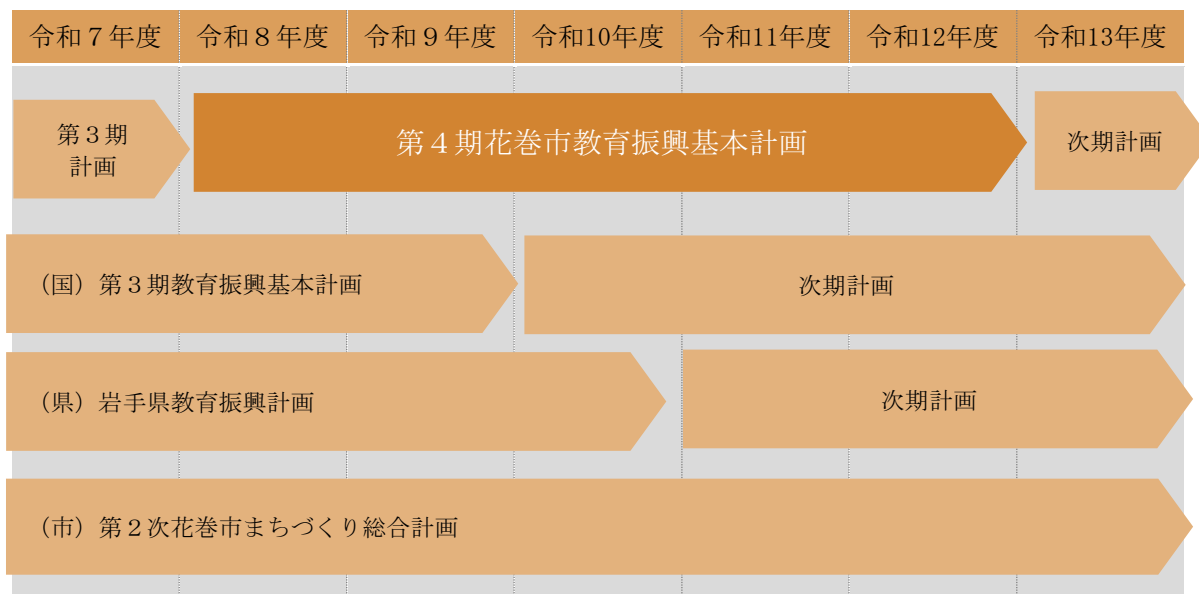 令和７年度 令和８年度 令和９年度 令和10年度 令和11年度 令和12年度 令和13年度
第３期
計画
第４期花巻市教育振興基本計画
次期計画
（国）第３期教育振興基本計画
次期計画
（県）岩手県教育振興計画
次期計画
（市）第２次花巻市まちづくり総合計画